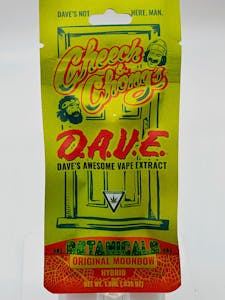 DAVE'S NOT HERE, MAN.
Cheech
&
Chong's
D.A.V.E.
DAVE'S AWESOME VAPE EXTRACT
BOTANICALS
ORIGINAL MOONBOW
HYBRID